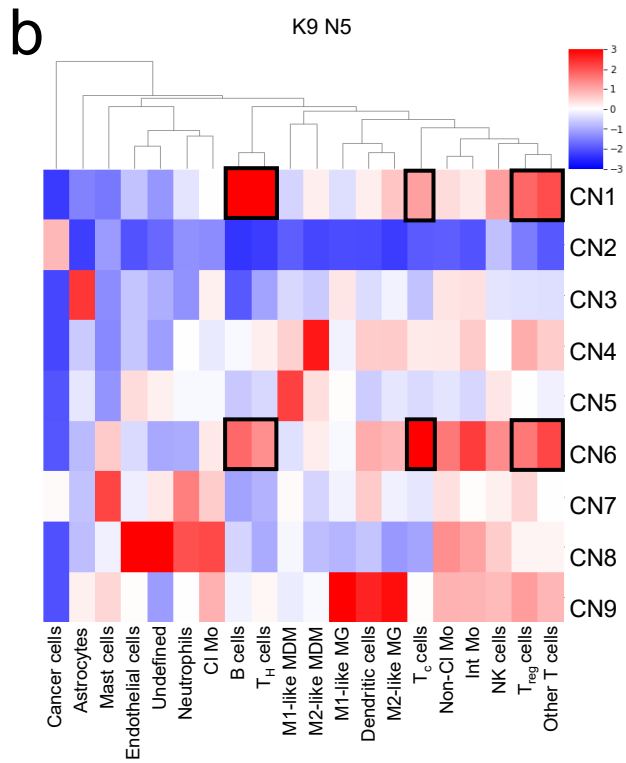 b
K9 N5
3
2
1
0
−1
−2
−3
CN1
CN2
CN3
CN4
CN5
CN6
CN7
CN8
CN9
Cancer cells
Astrocytes
Mast cells
Endothelial cells
Undefined
Neutrophils
Cl Mo
B cells
TH cells
M1-like MDM
M2-like MDM
M1-like MG
Dendritic cells
M2-like MG
Tc cells
Non-Cl Mo
Int Mo
NK cells
Treg cells
Other T cells